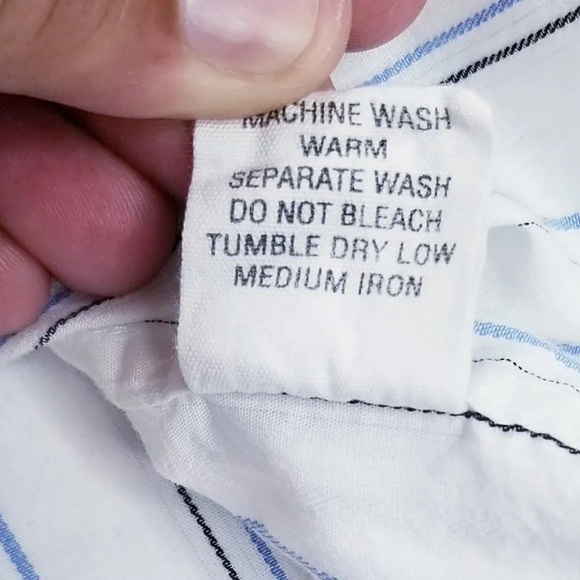 MACHINE WASH
WARM
SEPARATE WASH
DO NOT BLEACH
TUMBLE DRY LOW
MEDIUM IRON